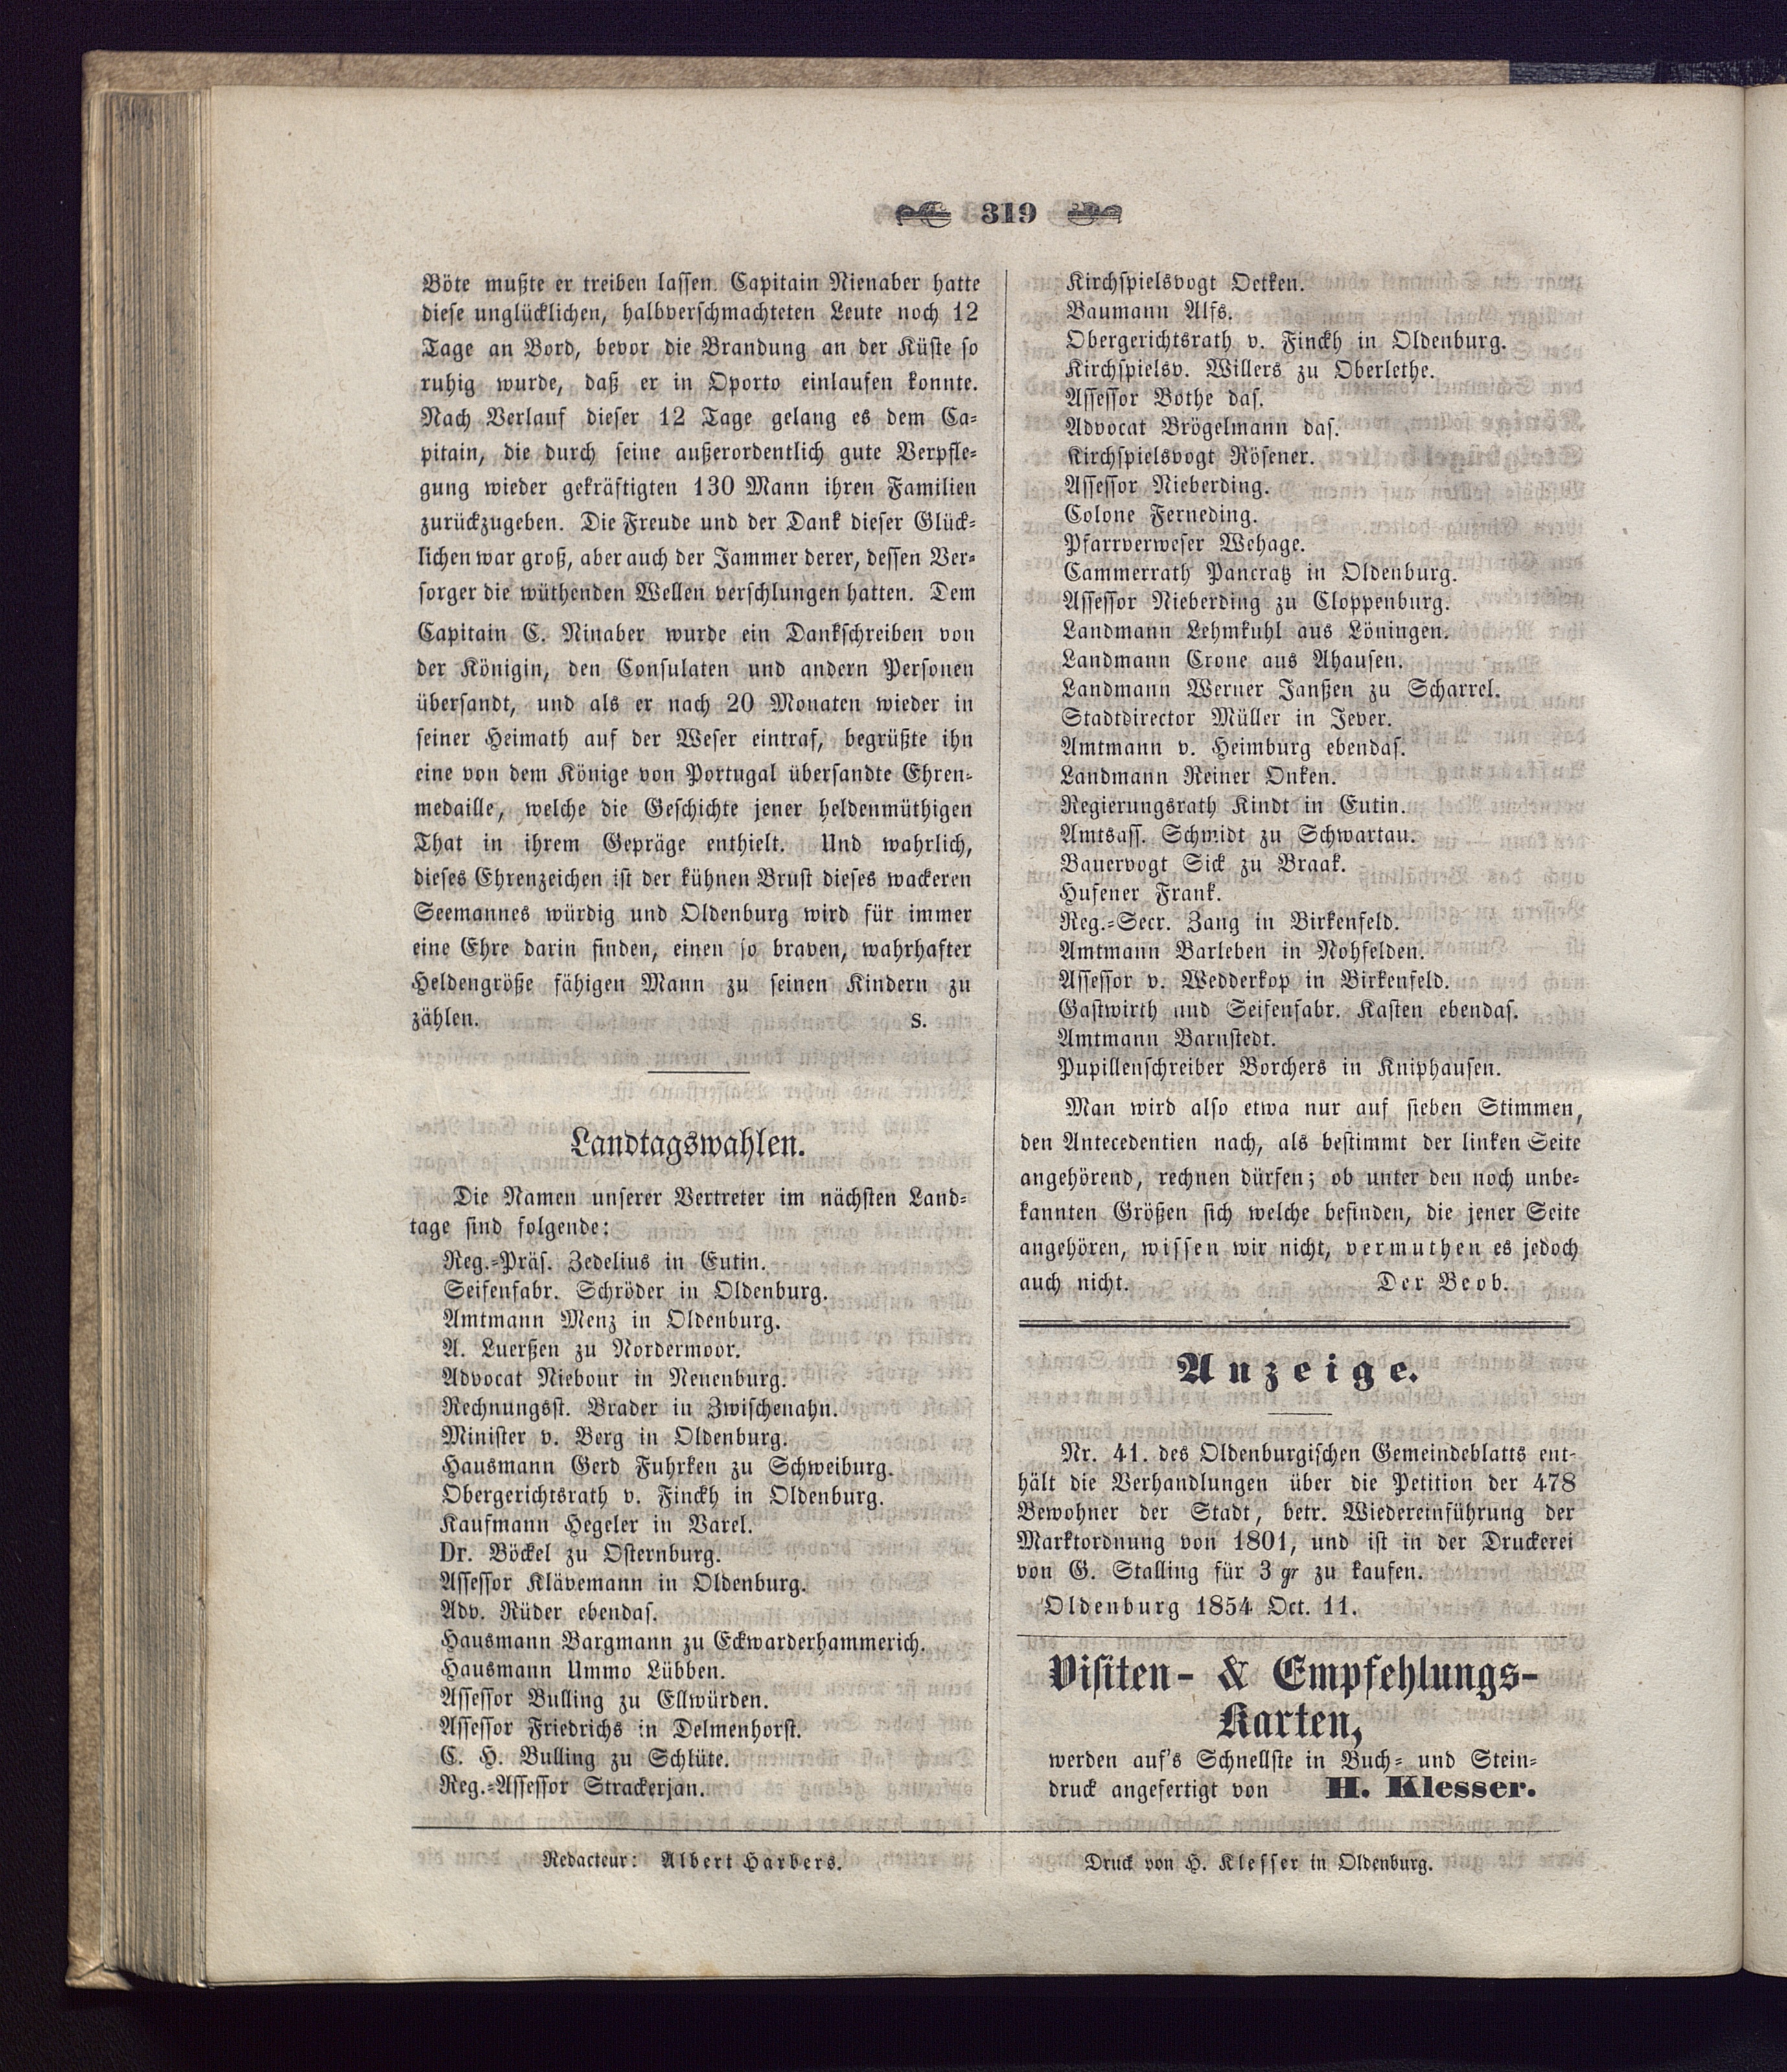 319
Böte mußte er treiben lassen. Capitain Nienaber hatte
diese unglücklichen, halbverschmachteten Leute noch 12
Tage an Bord, bevor die Brandung an der Küste so
ruhig wurde, daß er in Oporto einlaufen konnte.
Nach Verlauf dieser 12 Tage gelang es dem Ca-
pitain, die durch seine außerordentlich gute Verpfle-
gung wieder gekräftigten 130 Mann ihren Familien
zurückzugeben. Die Freude und der Dank dieser Glück-
lichen war groß, aber auch der Jammer derer, dessen Ver-
sorger die wüthenden Wellen verschlungen hatten. Dem
Capitain C. Ninaber wurde ein Dankschreiben von
der Königin, den Consulaten und andern Personen
übersandt, und als er nach 20 Monaten wieder in
seiner Heimath auf der Weser eintraf, begrüßte ihn
eine von dem Könige von Portugal übersandte Ehren-
medaille, welche die Geschichte jener heldenmüthigen
That in ihrem Gepräge enthielt. Und wahrlich,
dieses Ehrenzeichen ist der kühnen Brust dieses wackeren
Seemannes würdig und Oldenburg wird für immer
eine Ehre darin finden, einen so braven, wahrhafter
Heldengröße fähigen Mann zu seinen Kindern zu
zählen. S.
Landtagswahlen.
Die Namen unserer Vertreter im nächsten Land-
tage sind folgende:
Reg.-Präs. Zedelius in Eutin.
Seifenfabr. Schröder in Oldenburg.
Amtmann Menz in Oldenburg.
A. Luerßen zu Nordermoor.
Advocat Niebour in Neuenburg.
Rechnungsst. Brader in Zwischenahn.
Minister v. Berg in Oldenburg.
Hausmann Gerd Fuhrken zu Schweiburg.
Obergerichtsrath v. Finckh in Oldenburg.
Kaufmann Hegeler in Varel.
Dr. Böckel zu Osternburg.
Assessor Klävemann in Oldenburg.
Adv. Rüder ebendas.
Hausmann Bargmann zu Eckwarderhammerich.
Hausmann Ummo Lübben.
Assessor Bulling zu Ellwürden.
Assessor Friedrichs in Delmenhorst.
C. H. Bulling zu Schlüte.
Reg.-Assessor Strackerjan.
Kirchspielsvogt Oetken.
Baumann Alfs.
Obergerichtsrath v. Finckh in Oldenburg.
Kirchspielsv. Willers zu Oberlethe.
Assessor Bothe das.
Advocat Brögelmann das.
Kirchspielsvogt Rösener.
Assessor Nieberding.
Colone Ferneding.
Pfarrverweser Wehage.
Cammerrath Pancratz in Oldenburg.
Assessor Nieberding zu Cloppenburg.
Landmann Lehmkuhl aus Löningen.
Landmann Crone aus Ahausen.
Landmann Werner Janßen zu Scharrel.
Stadtdirector Müller in Jever.
Amtmann v. Heimburg ebendas.
Landmann Reiner Onken.
Regierungsrath Kindt in Eutin.
Amtsass. Schmidt zu Schwartau.
Bauervogt Sick zu Braak.
Hufener Frank.
Reg.-Secr. Zang in Birkenfeld.
Amtmann Barleben in Nohfelden.
Assessor v. Wedderkop in Birkenfeld.
Gastwirth und Seifenfabr. Kasten ebendas.
Amtmann Barnstedt.
Pupillenschreiber Borchers in Kniphausen.
Man wird also etwa nur auf sieben Stimmen,
den Antecedentien nach, als bestimmt der linken Seite
angehörend, rechnen dürfen; ob unter den noch unbe-
kannten Größen sich welche befinden, die jener Seite
angehören, wissen wir nicht, vermuthen es jedoch
auch nicht. Der Beob.
Anzeige.
Nr. 41. des Oldenburgischen Gemeindeblatts ent-
hält die Verhandlungen über die Petition der 478
Bewohner der Stadt, betr. Wiedereinführung der
Marktordnung von 1801, und ist in der Druckerei
von G. Stalling für 3 gr zu kaufen.
Oldenburg 1854 Oct. 11.
Visiten- & Empfehlungs-
Karten,
werden auf's Schnellste in Buch- und Stein-
druck angefertigt von H. Klesser.
Redacteur: Albert Harbers.
Druck von H. Klesser in Oldenburg.